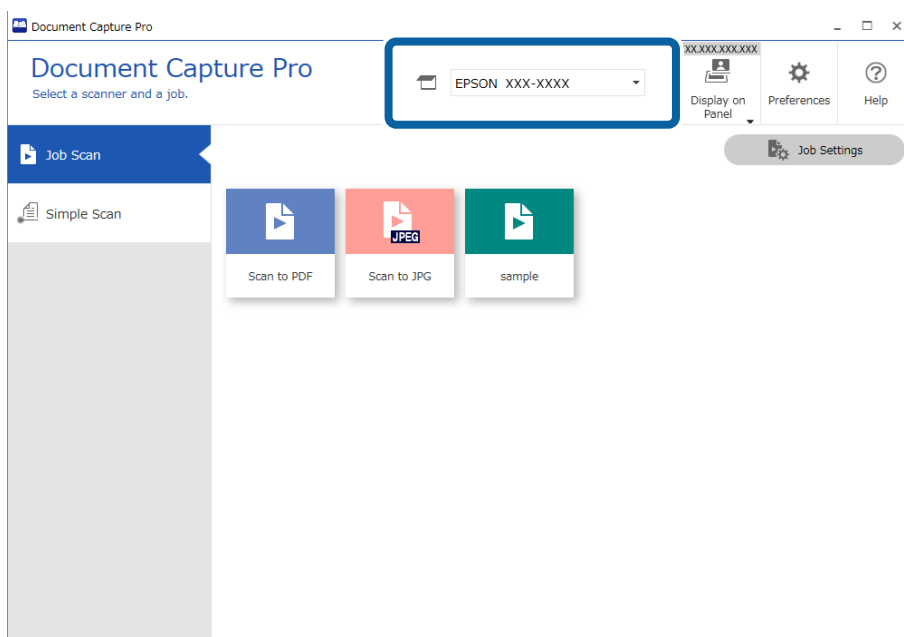 Document Capture Pro
Document Capture Pro
Select a scanner and a job.
EPSON XXX-XXXX
XX.XXX.XXX.XXX
Display on
Panel
Preferences
Help
Job Scan
Job Settings
Simple Scan
JPEG
Scan to PDF
Scan to JPG
sample